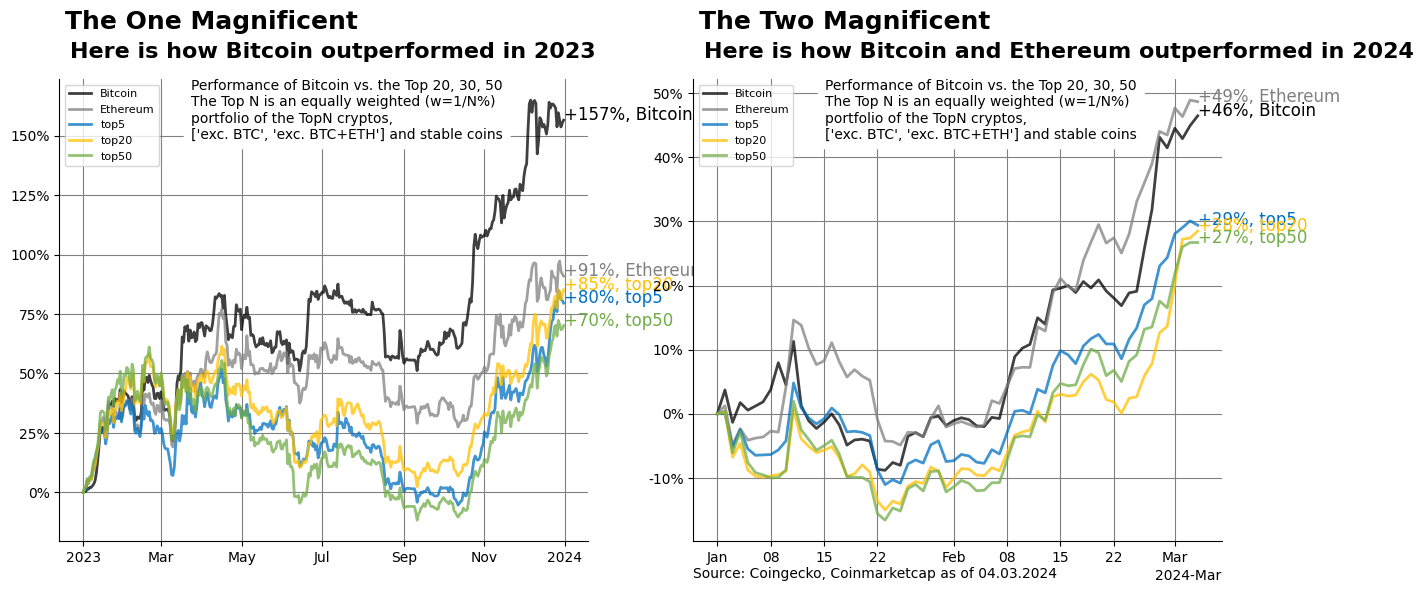 The One Magnificent
Here is how Bitcoin outperformed in 2023
Performance of Bitcoin vs. the Top 20, 30, 50
The Top N is an equally weighted (w=1/N%)
portfolio of the TopN cryptos,
['exc. BTC', 'exc. BTC+ETH'] and stable coins
Bitcoin
Ethereum
top5
top20
top50
150%
125%
100%
75%
50%
25%
0%
+157%, Bitcoin
+91%, Ethereum
+85%, top20
+80%, top5
+70%, top50
2023
Mar
May
Jul
Sep
Nov
2024
The Two Magnificent
Here is how Bitcoin and Ethereum outperformed in 2024
Performance of Bitcoin vs. the Top 20, 30, 50
The Top N is an equally weighted (w=1/N%)
portfolio of the TopN cryptos,
['exc. BTC', 'exc. BTC+ETH'] and stable coins
Bitcoin
Ethereum
top5
top20
top50
50%
40%
30%
20%
10%
0%
-10%
+49%, Ethereum
+46%, Bitcoin
+29%, top5
+28%, top20
+27%, top50
Jan
08
15
22
Feb
08
15
22
Mar
2024-Mar
Source: Coingecko, Coinmarketcap as of 04.03.2024